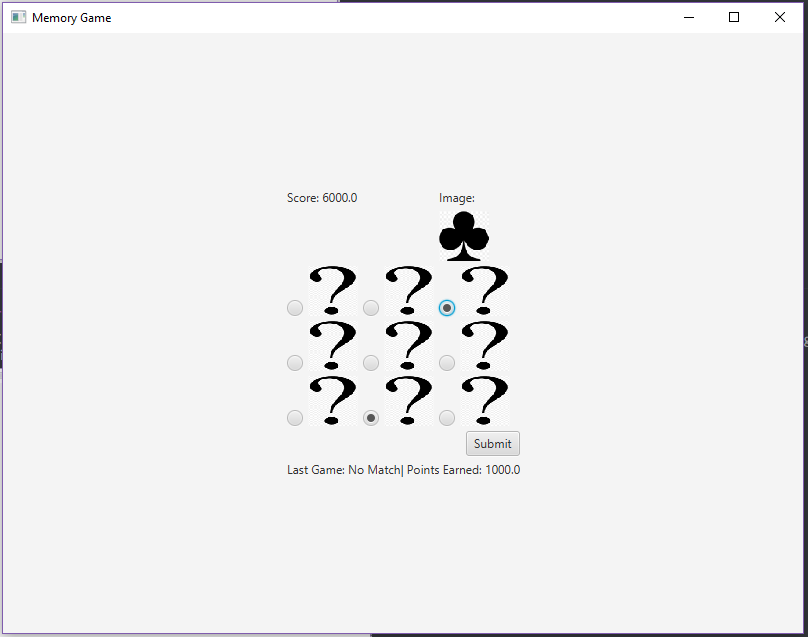 Memory Game
Score: 6000.0 Image:
? ? ?
? ? ?
? ? ?
Submit
Last Game: No Match| Points Earned: 1000.0